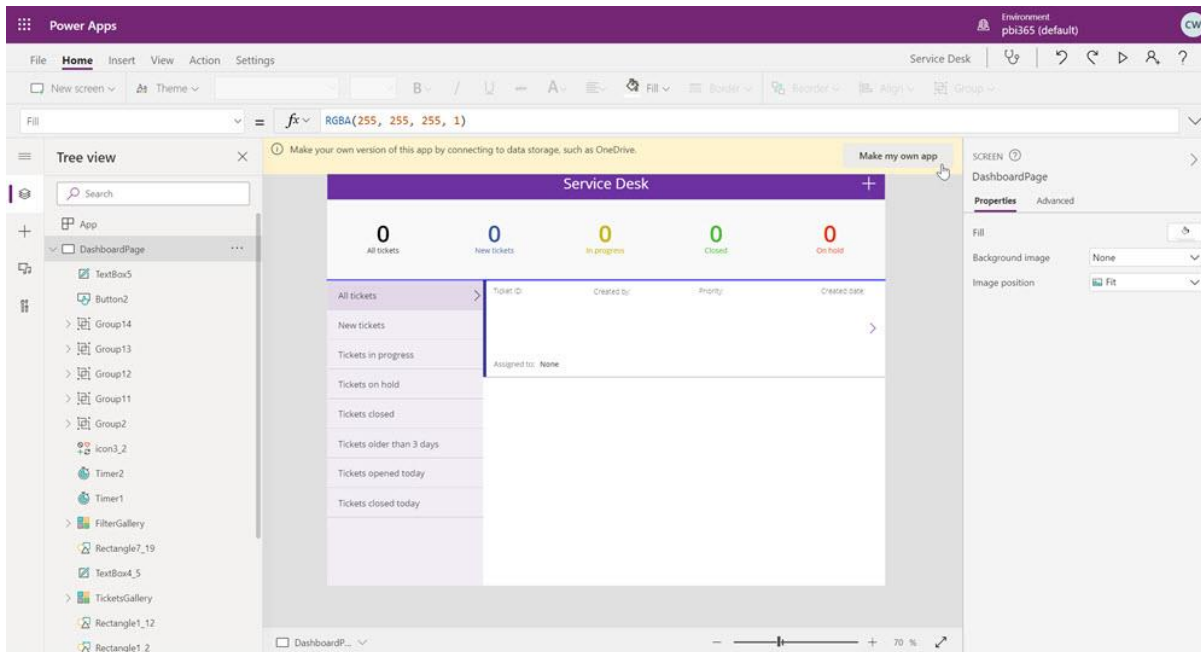 Power Apps
Environment
pbi365 (default)
CW
File Home Insert View Action Settings
Service Desk
New screen Theme B / U A Fill Border Reorder Align Group
Fill = fx RGBA(255, 255, 255, 1)
Tree view
Search
App
DashboardPage
TextBox5
Button2
Group14
Group13
Group12
Group11
Group2
icon3_2
Timer2
Timer1
FilterGallery
Rectangle7_19
TextBox4_5
TicketsGallery
Rectangle1_12
Rectangle1_2
Make your own version of this app by connecting to data storage, such as OneDrive. Make my own app
Service Desk
0 0 0 0 0
All tickets New tickets In progress Closed On hold
All tickets
New tickets
Tickets in progress
Tickets on hold
Tickets closed
Tickets older than 3 days
Tickets opened today
Tickets closed today
Ticket ID: Created by: Priority: Created date:
Assigned to: None
DashboardP...
70 %
SCREEN
DashboardPage
Properties Advanced
Fill
Background image None
Image position Fit